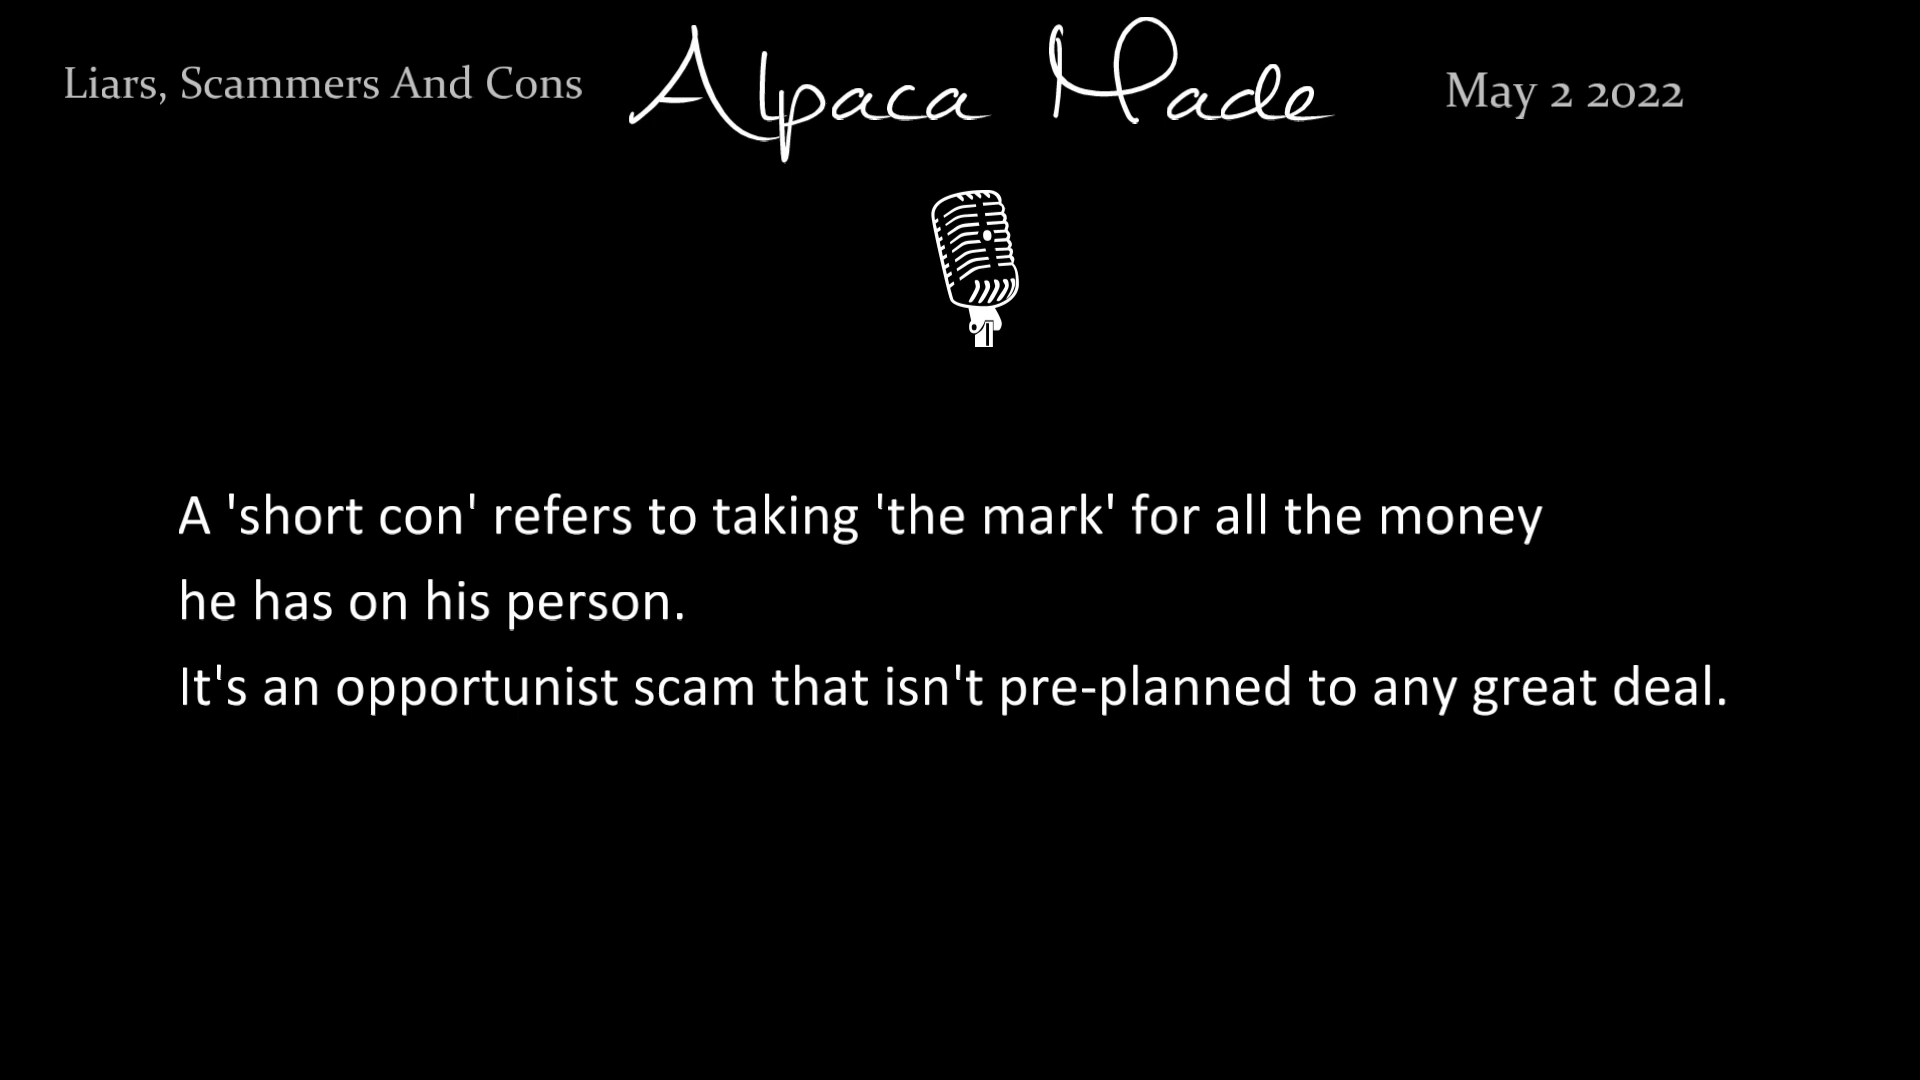 Liars, Scammers And Cons
Alpaca Made
May 2 2022
A 'short con' refers to taking 'the mark' for all the money
he has on his person.
It's an opportunist scam that isn't pre-planned to any great deal.